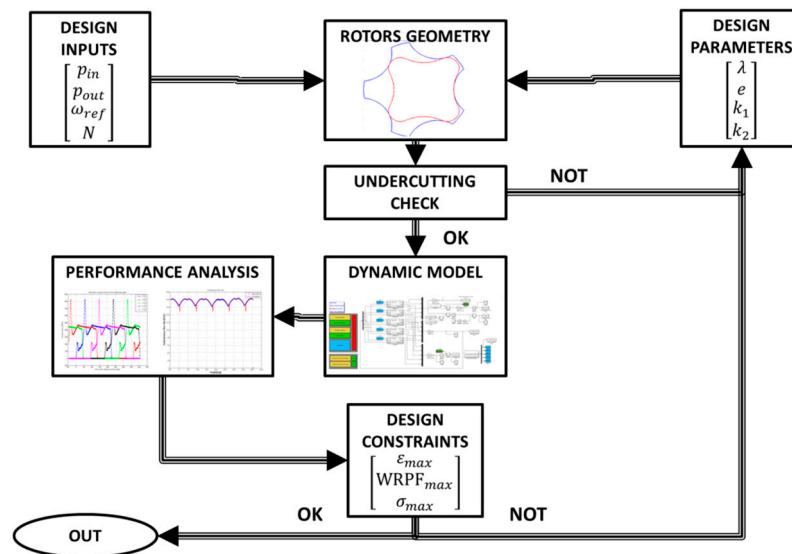 DESIGN
INPUTS
p_in
p_out
ω_ref
N
ROTORS GEOMETRY
DESIGN
PARAMETERS
λ
e
k_1
k_2
UNDERCUTTING
CHECK
NOT
OK
PERFORMANCE ANALYSIS
DYNAMIC MODEL
DESIGN
CONSTRAINTS
ε_max
WRPF_max
σ_max
OK
NOT
OUT